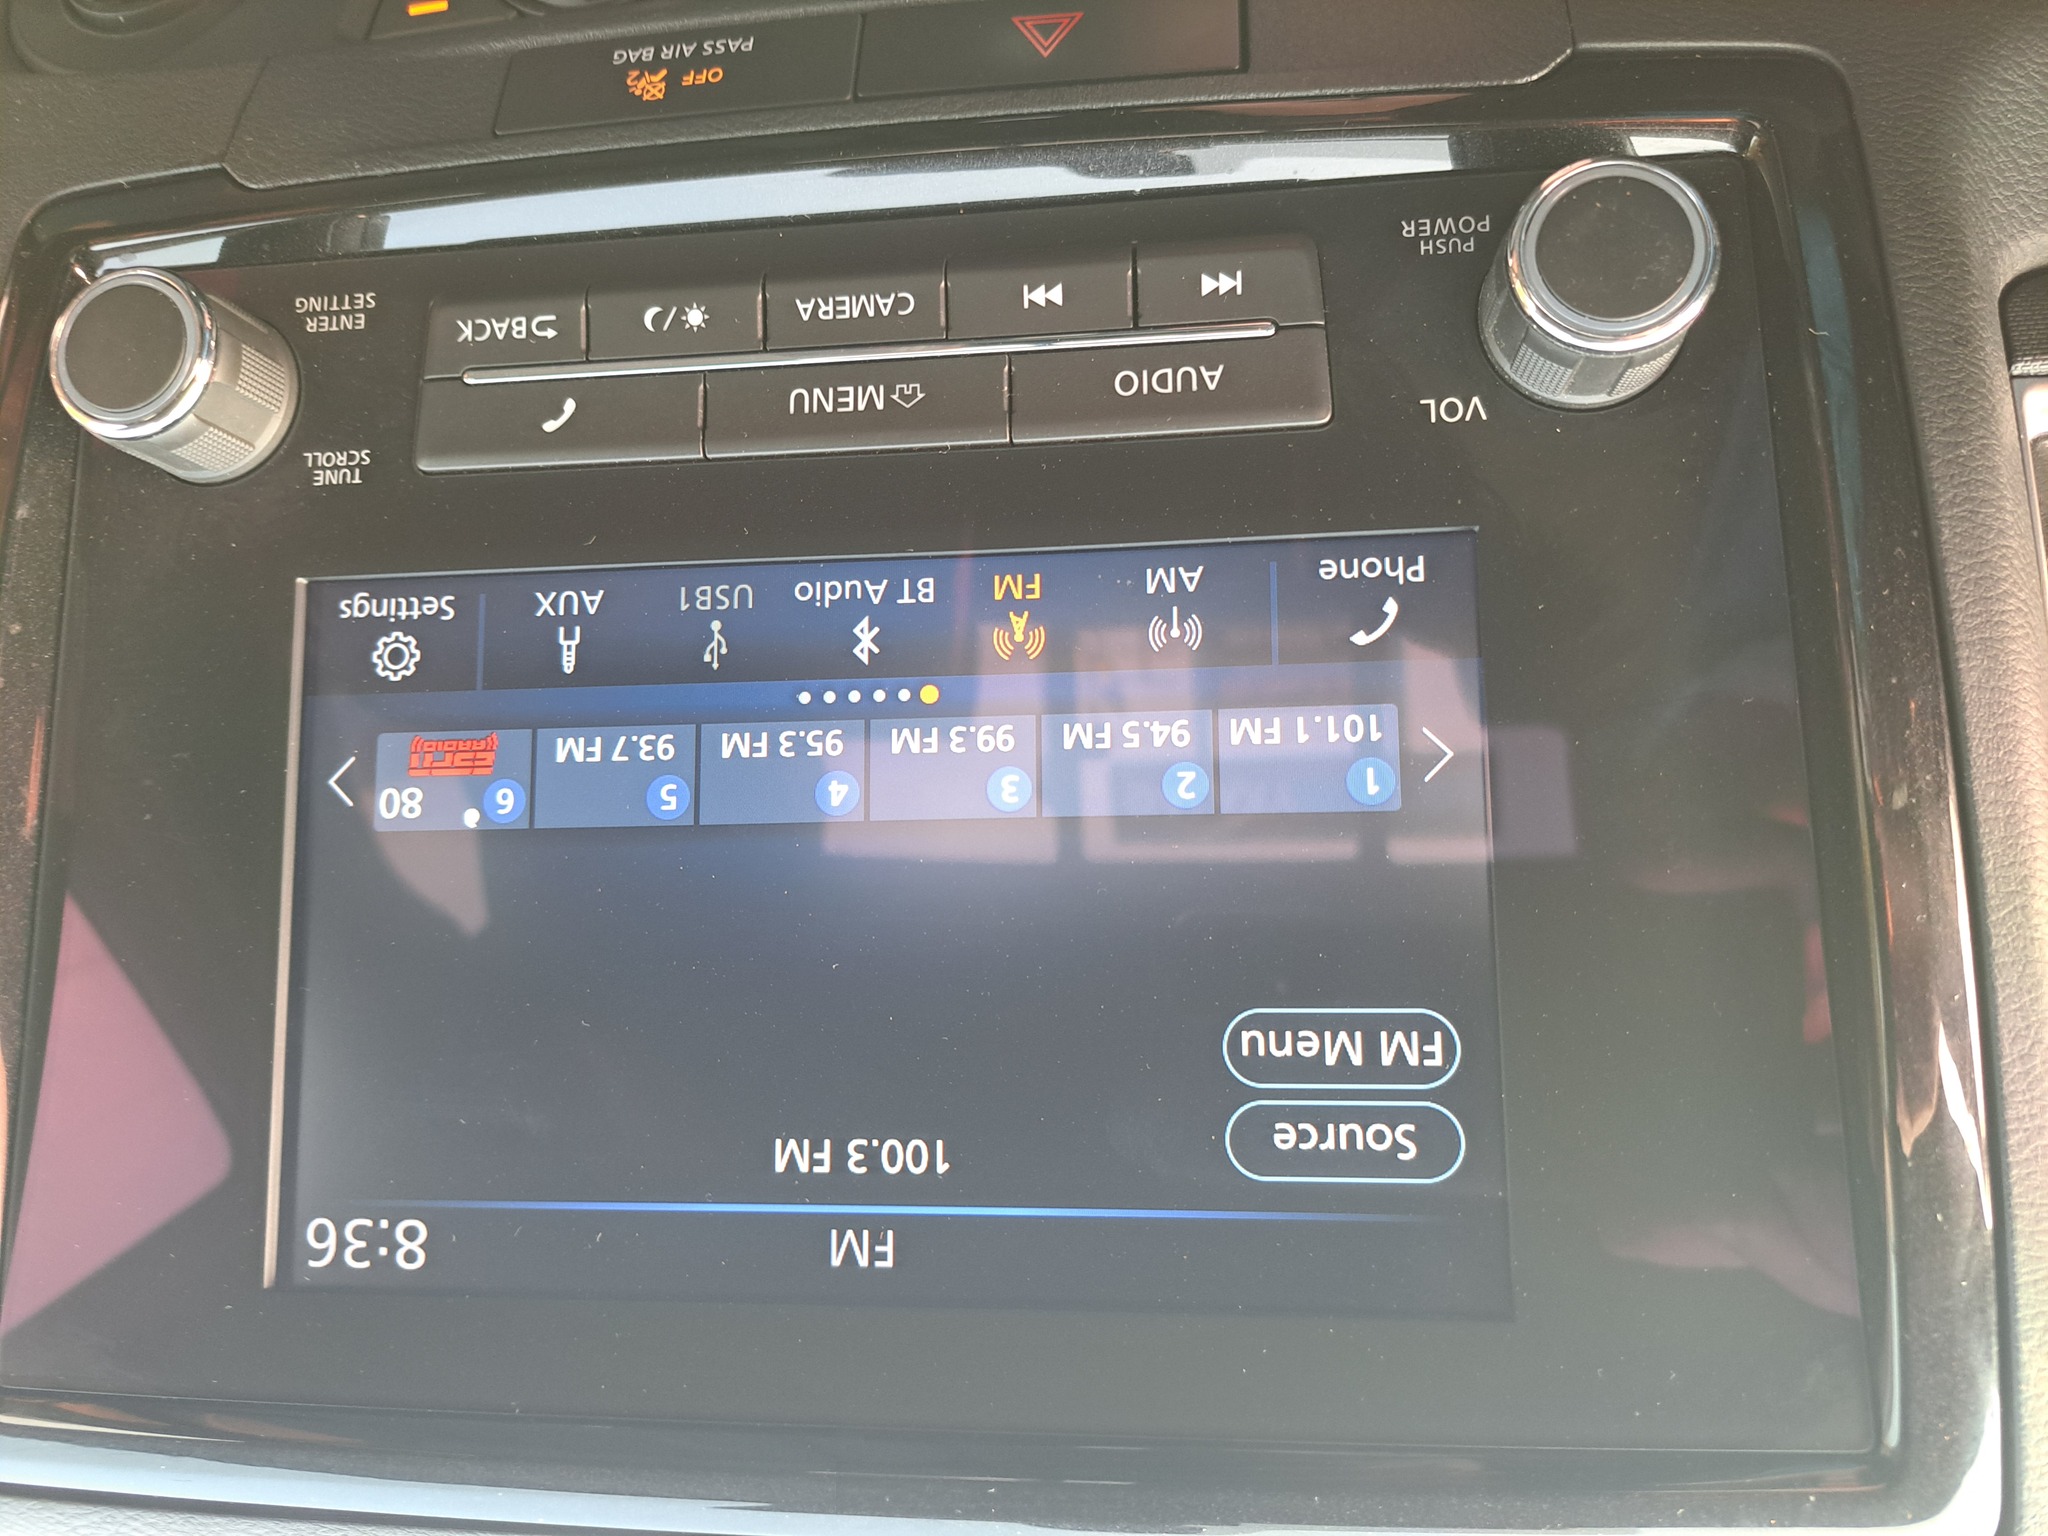 FM
8:36
100.3 FM
Source
FM Menu
1
101.1 FM
2
94.5 FM
3
99.3 FM
4
95.3 FM
5
93.7 FM
6
80
RADIO
Phone
AM
FM
BT Audio
USB1
AUX
Settings
VOL
PUSH
POWER
AUDIO
MENU
CAMERA
BACK
TUNE
SCROLL
ENTER
SETTING
OFF
2
PASS AIR BAG